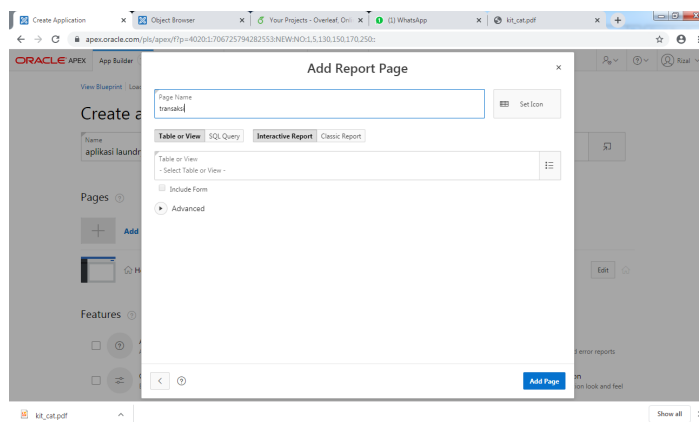 Create Application
Object Browser
Your Projects - Overleaf, Onli
(1) WhatsApp
kit_cat.pdf
apex.oracle.com/pls/apex/f?p=4020:1:706725794282553:NEW:NO:1,5.130,150,170,250::
ORACLE APEX App Builder
Rizal
View Blueprint
Create a
Name
aplikasi laundr
Pages
Add
Edit
Features
d error reports
on
ion look and feel
Add Report Page
Page Name
transaksi
Set Icon
Table or View SQL Query Interactive Report Classic Report
Table or View
- Select Table or View -
Include Form
Advanced
Add Page
kit_cat.pdf
Show all